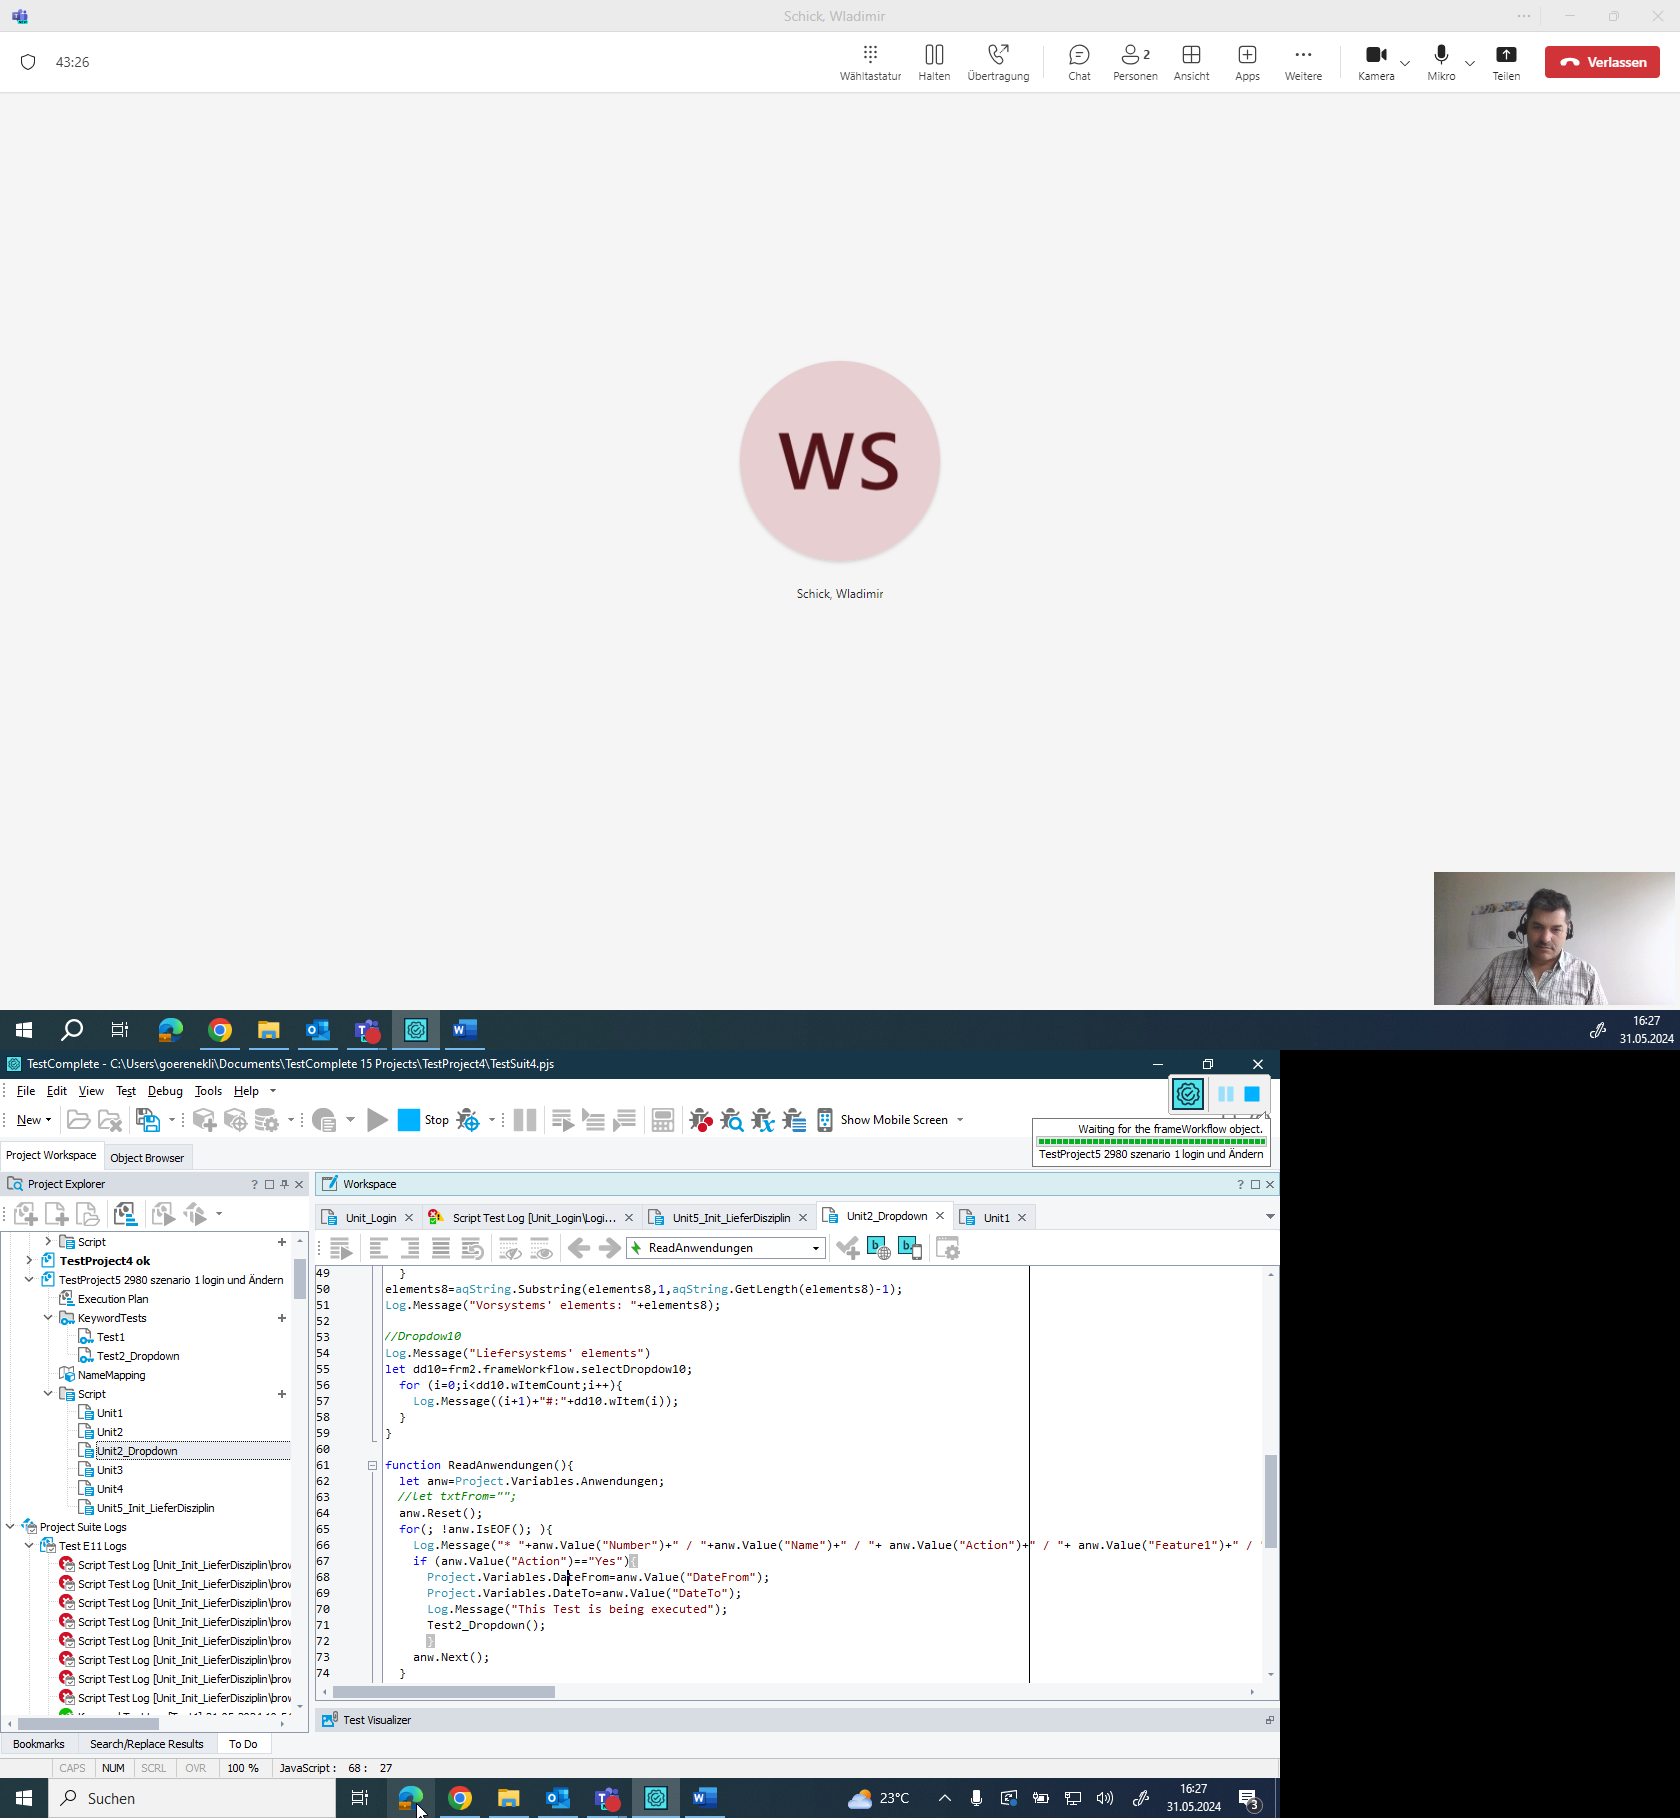 Schick, Wladimir
43:26
Wähltastatur
Halten
Übertragung
Chat
Personen 2
Ansicht
Apps
Weitere
Kamera
Mikro
Teilen
Verlassen
WS
Schick, Wladimir
16:27
31.05.2024
TestComplete - C:\Users\goerenekli\Documents\TestComplete 15 Projects\TestProject4\TestSuit4.pjs
File Edit View Test Debug Tools Help
New
Stop
Show Mobile Screen
Waiting for the frameWorkflow object.
TestProject5 2980 szenario 1 login und Ändern
Project Workspace
Object Browser
Project Explorer
Script
TestProject4 ok
TestProject5 2980 szenario 1 login und Ändern
Execution Plan
KeywordTests
Test1
Test2_Dropdown
NameMapping
Script
Unit1
Unit2
Unit2_Dropdown
Unit3
Unit4
Unit5_Init_LieferDisziplin
Project Suite Logs
Test E11 Logs
Script Test Log [Unit_Init_LieferDisziplin\brow
Script Test Log [Unit_Init_LieferDisziplin\brow
Script Test Log [Unit_Init_LieferDisziplin\brow
Script Test Log [Unit_Init_LieferDisziplin\brow
Script Test Log [Unit_Init_LieferDisziplin\brow
Script Test Log [Unit_Init_LieferDisziplin\brow
Script Test Log [Unit_Init_LieferDisziplin\brow
Script Test Log [Unit_Init_LieferDisziplin\brow
Workspace
Unit_Login
Script Test Log [Unit_Login\Logi...
Unit5_Init_LieferDisziplin
Unit2_Dropdown
Unit1
ReadAnwendungen
49 }
50 elements8=aqString.Substring(elements8,1,aqString.GetLength(elements8)-1);
51 Log.Message("Vorsystems' elements: "+elements8);
52
53 //Dropdow10
54 Log.Message("Liefersystems' elements")
55 let dd10=frm2.frameWorkflow.selectDropdow10;
56 for (i=0;i<dd10.wItemCount;i++){
57 Log.Message((i+1)+"#:"+dd10.wItem(i));
58 }
59 }
60
61 function ReadAnwendungen(){
62 let anw=Project.Variables.Anwendungen;
63 //let txtFrom="";
64 anw.Reset();
65 for(; !anw.IsEOF(); ){
66 Log.Message("* "+anw.Value("Number")+" / "+anw.Value("Name")+" / "+ anw.Value("Action")+" / "+ anw.Value("Feature1")+" /
67 if (anw.Value("Action")=="Yes"){
68 Project.Variables.DateFrom=anw.Value("DateFrom");
69 Project.Variables.DateTo=anw.Value("DateTo");
70 Log.Message("This Test is being executed");
71 Test2_Dropdown();
72 }
73 anw.Next();
74 }
Test Visualizer
Bookmarks
Search/Replace Results
To Do
CAPS NUM SCRL OVR 100 % JavaScript: 68: 27
Suchen
23°C
16:27
31.05.2024
3